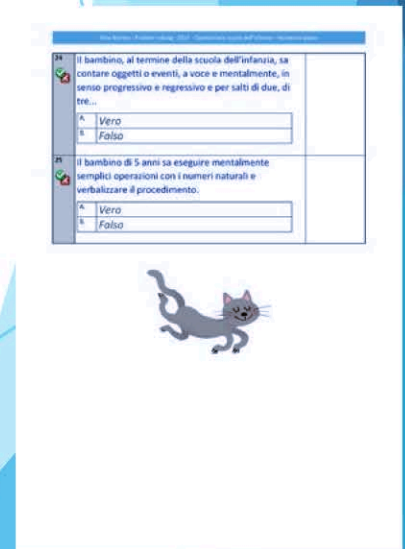 24
Il bambino, al termine della scuola dell'infanzia, sa
contare oggetti o eventi, a voce e mentalmente, in
senso progressivo e regressivo e per salti di due, di
tre...
A. Vero
B. Falso
25
Il bambino di 5 anni sa eseguire mentalmente
semplici operazioni con i numeri naturali e
verbalizzare il procedimento.
A. Vero
B. Falso